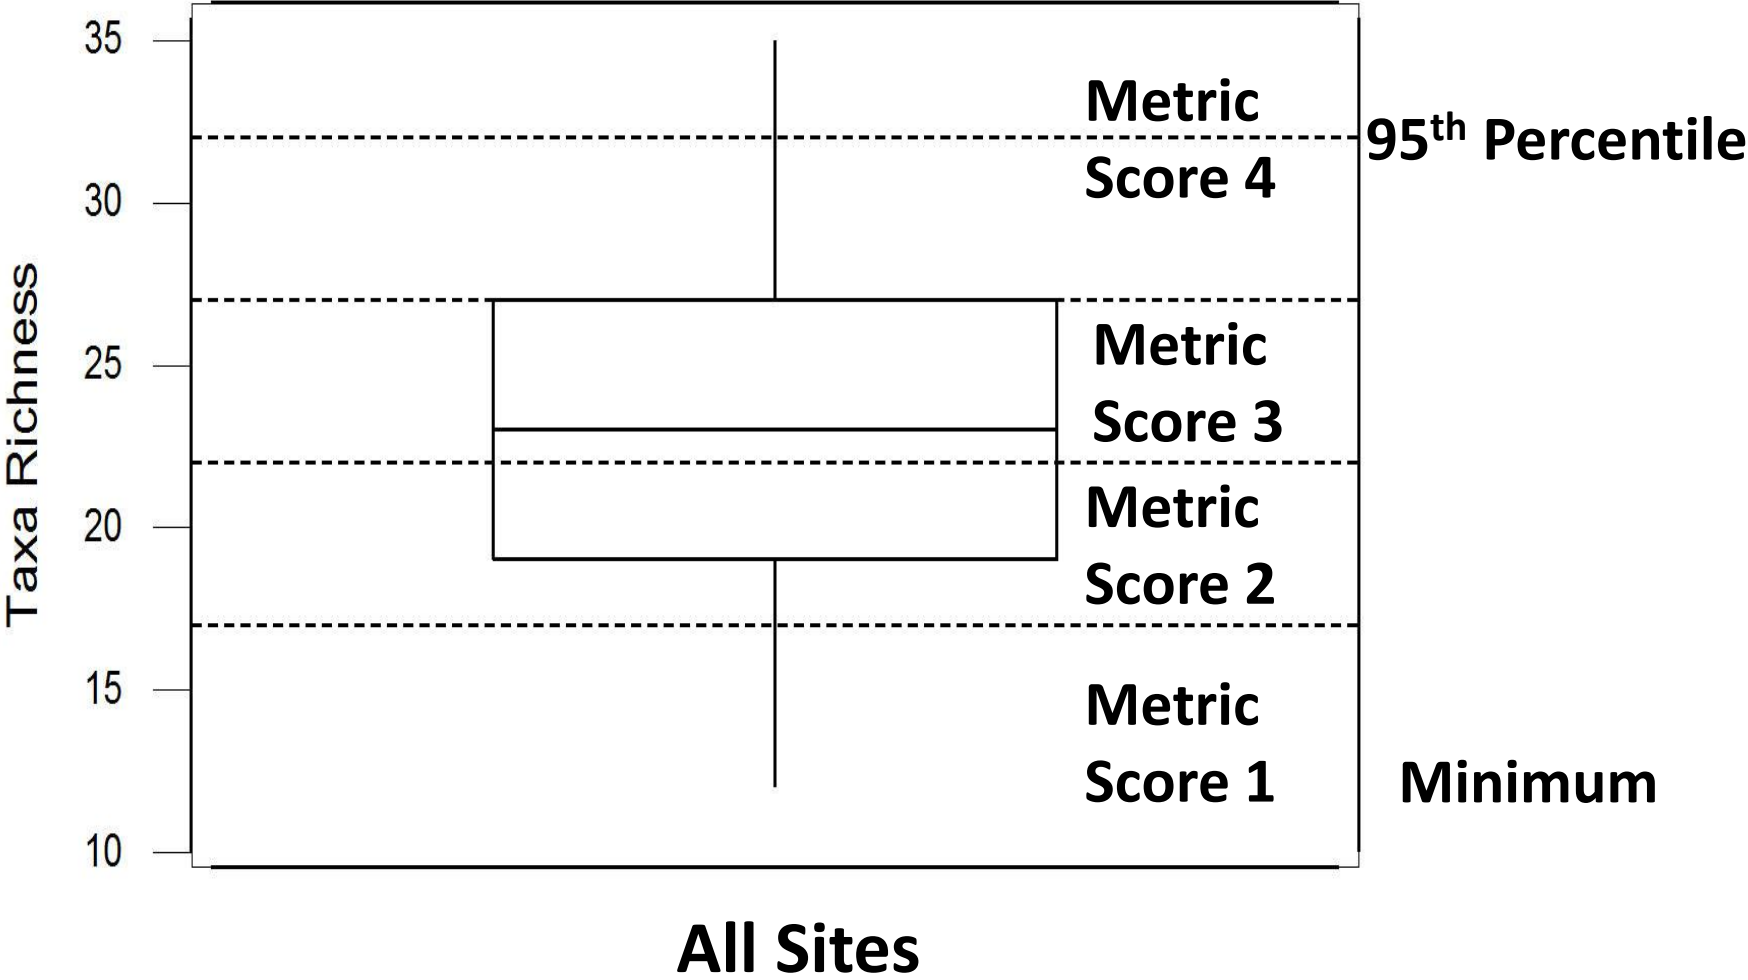 35
30
25
20
15
10
Taxa Richness
Metric
Score 4
95th Percentile
Metric
Score 3
Metric
Score 2
Metric
Score 1
Minimum
All Sites